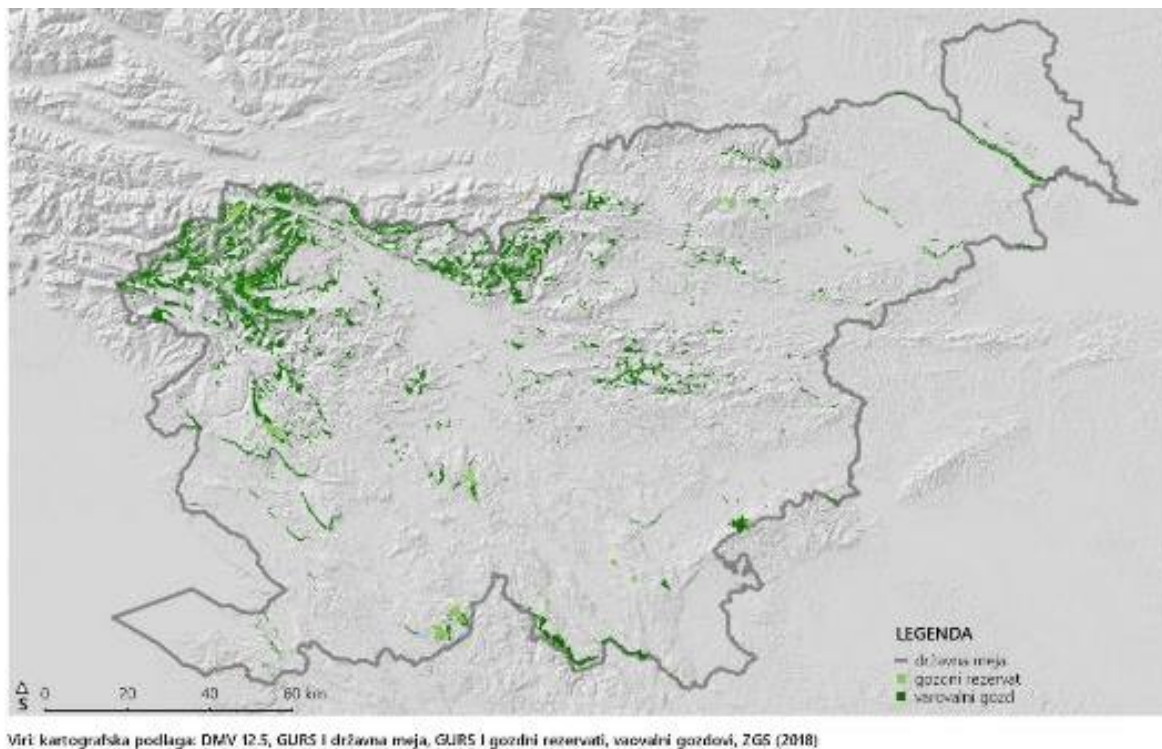 LEGENDA
državna meja
gozdni rezervat
varovalni gozd
S
0 20 40 60 km
Viri: kartografska podlaga: DMV 12.5, GURS I državna meja, GURS I gozdni rezervati, vaovalni gozdovi, ZGS (2018)